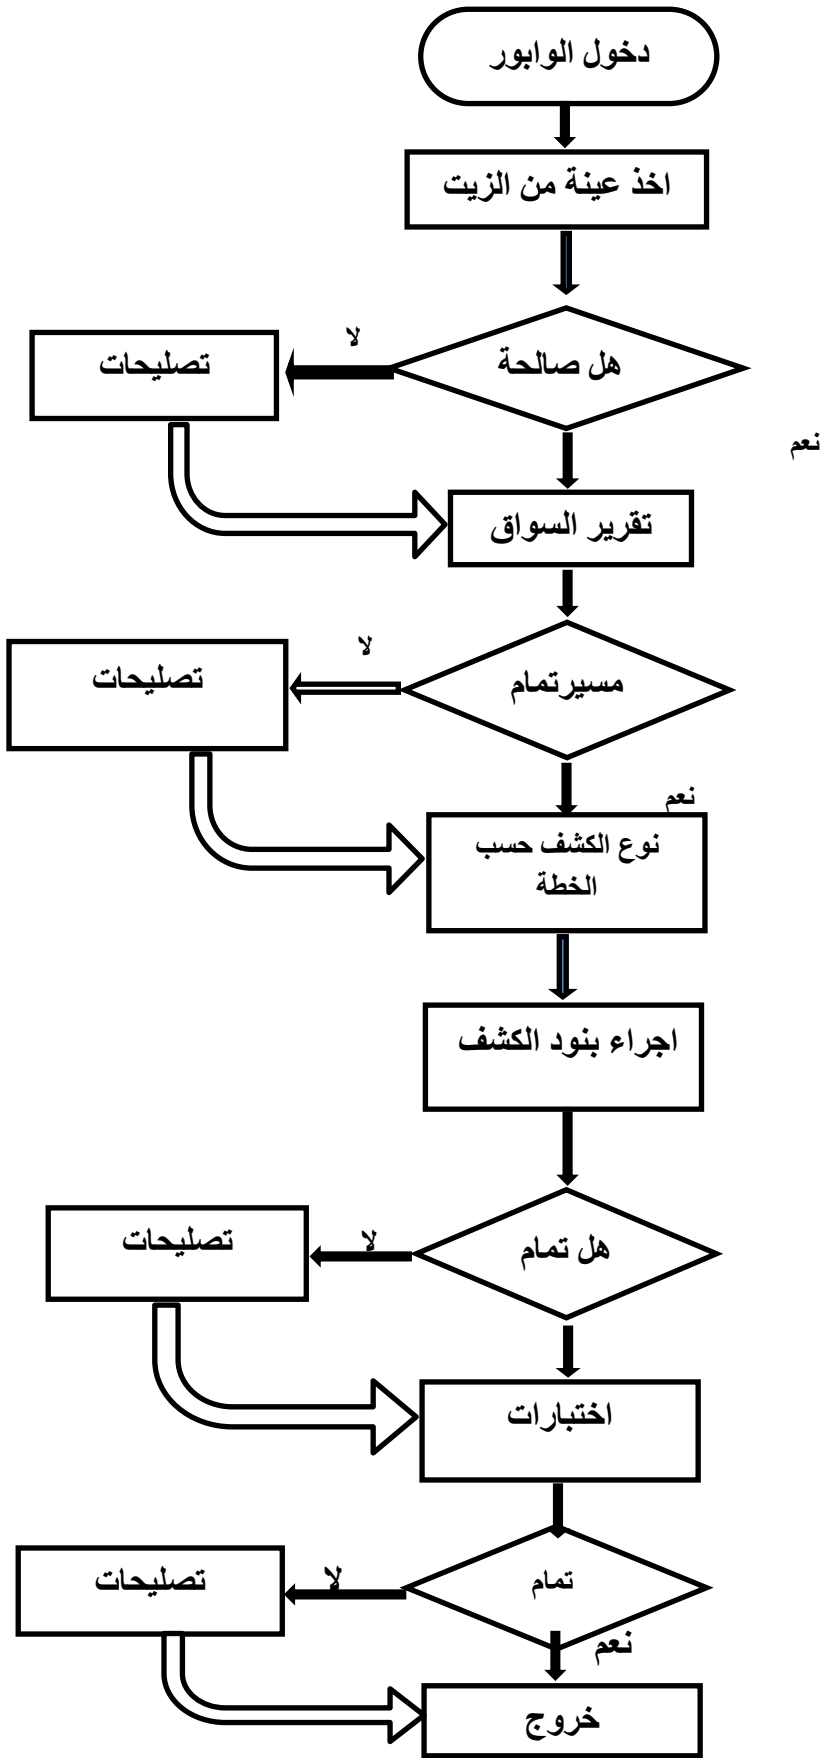 دخول الوابور
اخذ عينة من الزيت
لا
هل صالحة
تصليحات
نعم
تقرير السواق
لا
مسيرتمام
تصليحات
نعم
نوع الكشف حسب
الخطة
اجراء بنود الكشف
هل تمام
لا
تصليحات
اختبارات
تمام
لا
تصليحات
نعم
خروج